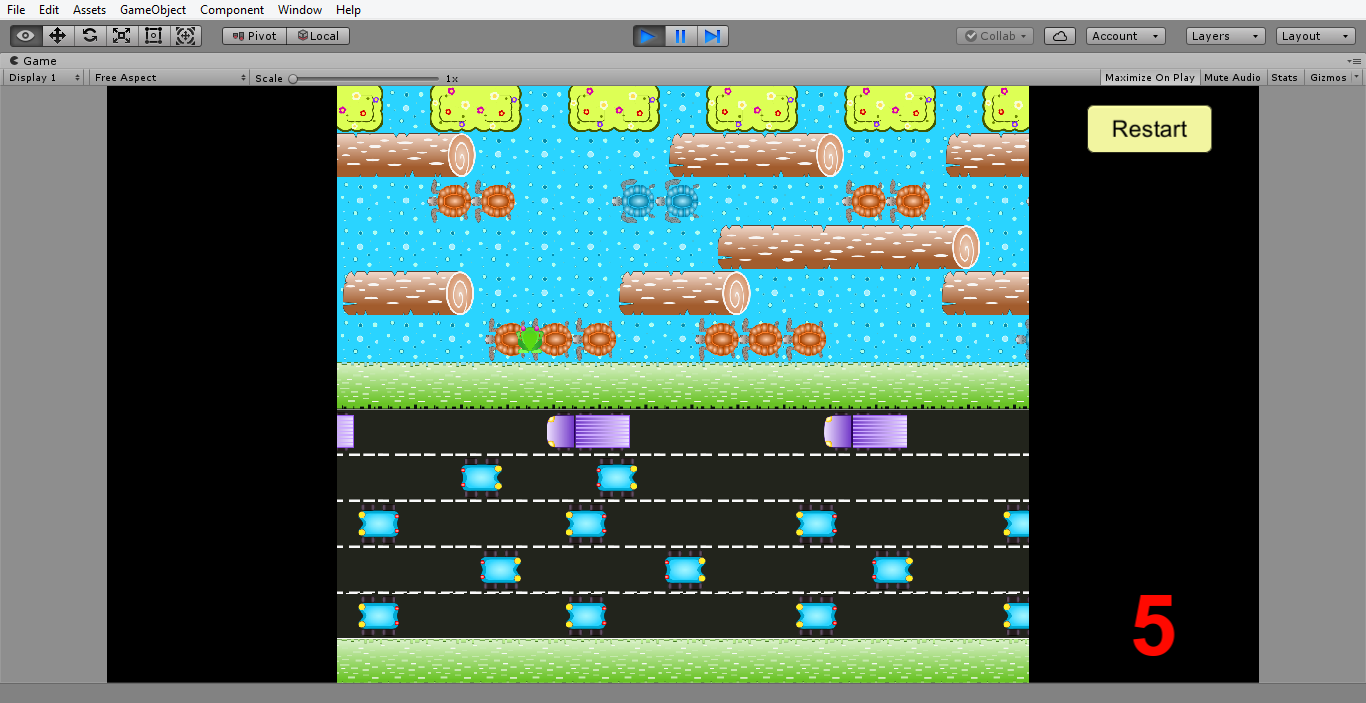 File Edit Assets GameObject Component Window Help
Pivot Local Collab Account Layers Layout
Game
Display 1 Free Aspect Scale 1x Maximize On Play Mute Audio Stats Gizmos
Restart
5